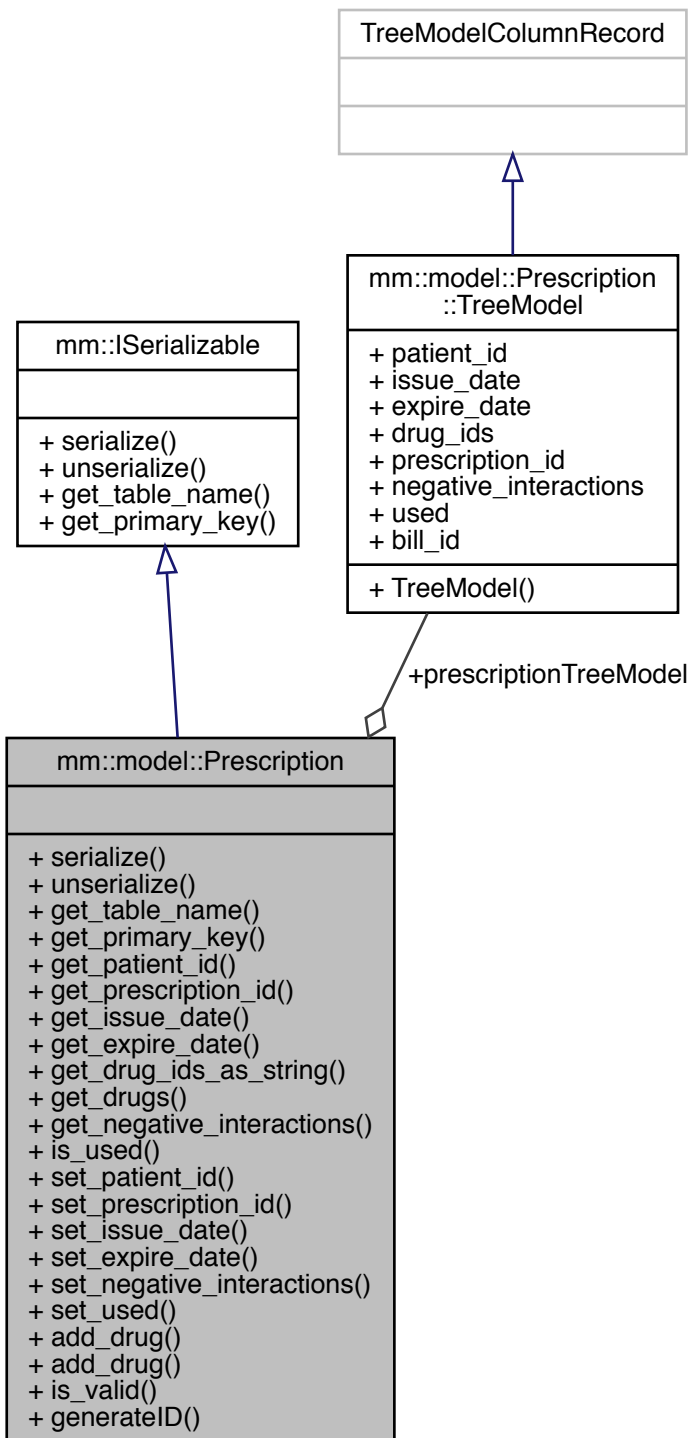 TreeModelColumnRecord
mm::model::Prescription
::TreeModel
+ patient_id
+ issue_date
+ expire_date
+ drug_ids
+ prescription_id
+ negative_interactions
+ used
+ bill_id
+ TreeModel()
mm::ISerializable
+ serialize()
+ unserialize()
+ get_table_name()
+ get_primary_key()
+prescriptionTreeModel
mm::model::Prescription
+ serialize()
+ unserialize()
+ get_table_name()
+ get_primary_key()
+ get_patient_id()
+ get_prescription_id()
+ get_issue_date()
+ get_expire_date()
+ get_drug_ids_as_string()
+ get_drugs()
+ get_negative_interactions()
+ is_used()
+ set_patient_id()
+ set_prescription_id()
+ set_issue_date()
+ set_expire_date()
+ set_negative_interactions()
+ set_used()
+ add_drug()
+ add_drug()
+ is_valid()
+ generateID()